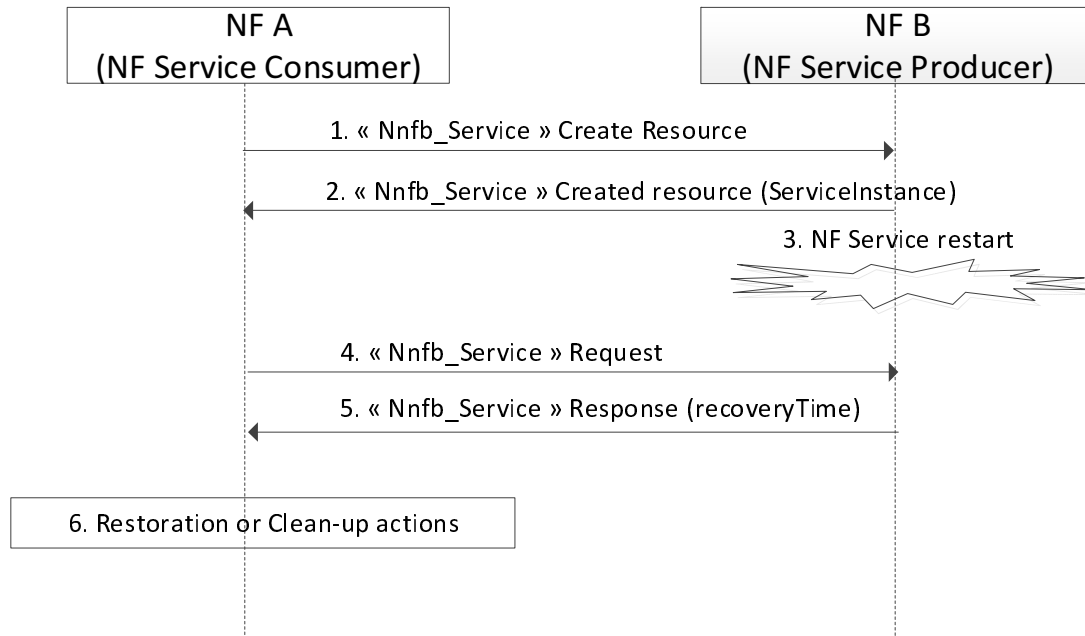 NF A
(NF Service Consumer)
NF B
(NF Service Producer)
1. « Nnfb_Service » Create Resource
2. « Nnfb_Service » Created resource (ServiceInstance)
3. NF Service restart
4. « Nnfb_Service » Request
5. « Nnfb_Service » Response (recoveryTime)
6. Restoration or Clean-up actions